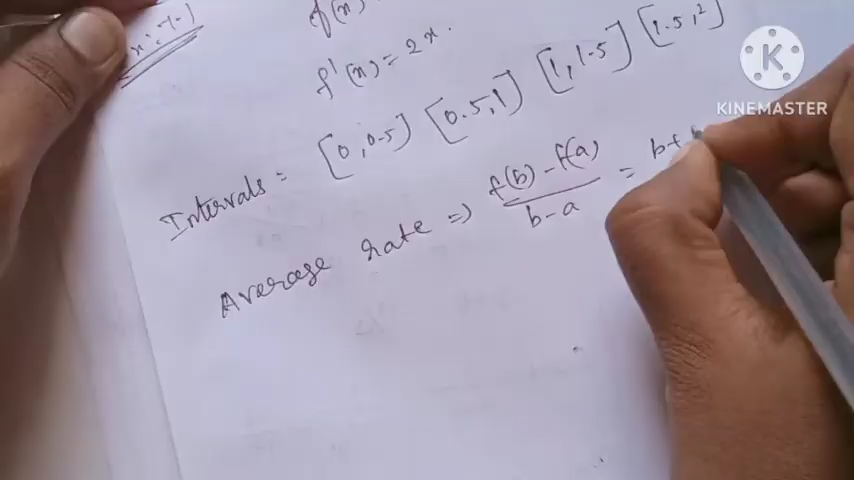 f(x)
f'(x) = 2x.
Intervals = [0, 0.5) [0.5, 1) [1, 1.5] [1.5, 2]
Average rate => f(b) - f(a) / b - a = b +
K
KINEMASTER